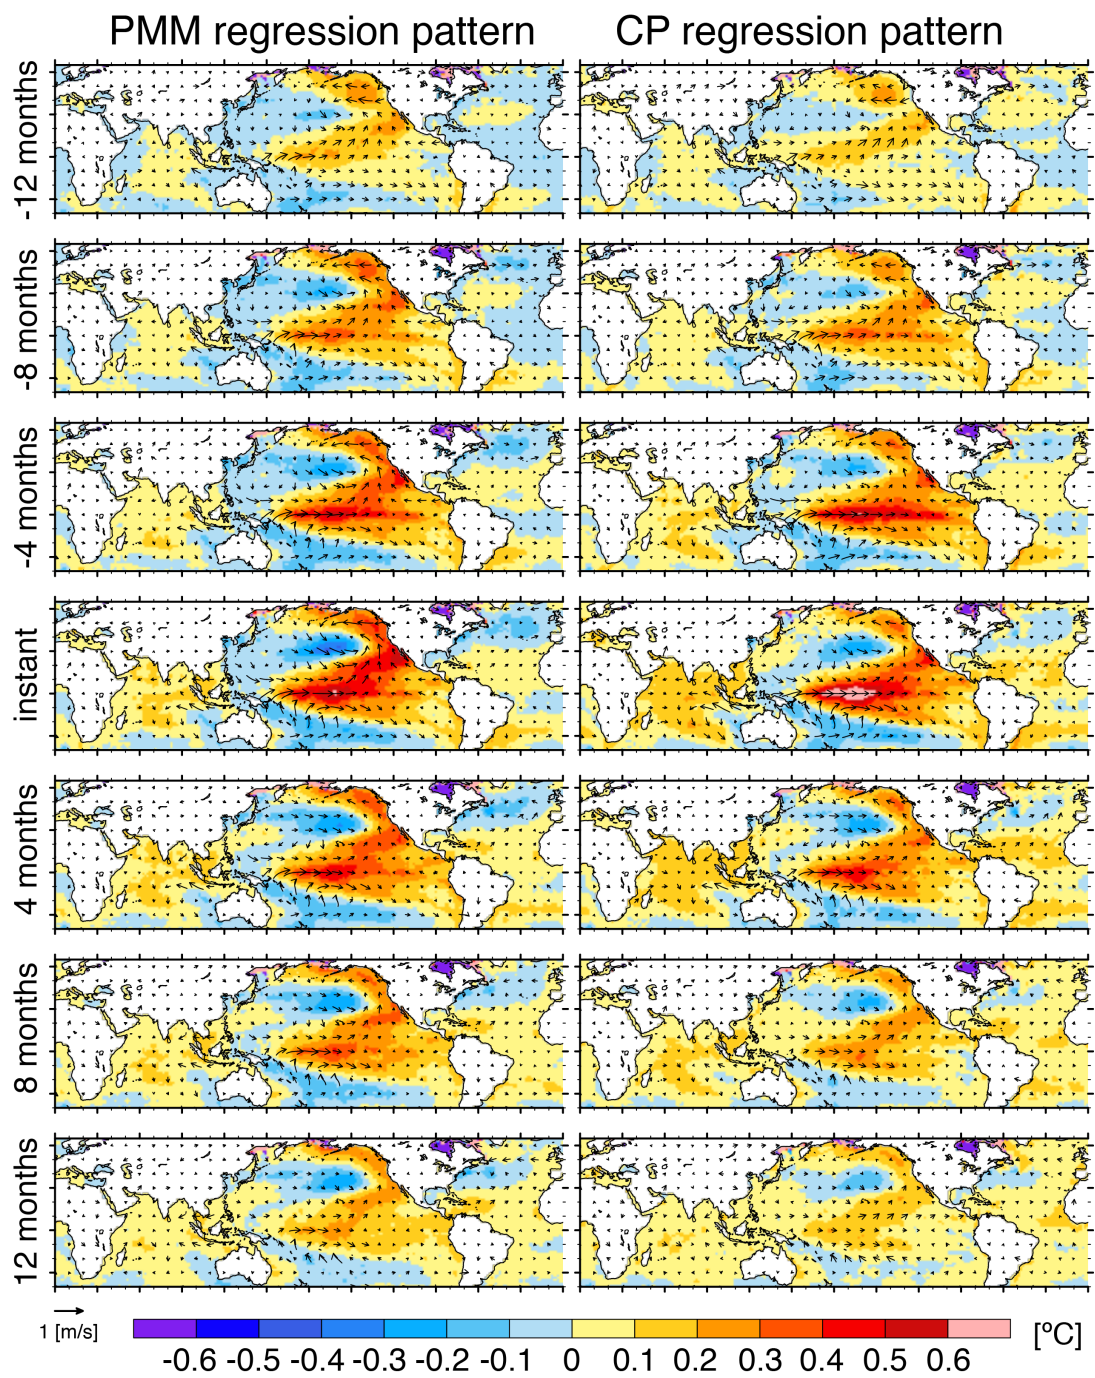 PMM regression pattern CP regression pattern
-12 months
-8 months
-4 months
instant
4 months
8 months
12 months
1 [m/s]
-0.6 -0.5 -0.4 -0.3 -0.2 -0.1 0 0.1 0.2 0.3 0.4 0.5 0.6
[ºC]